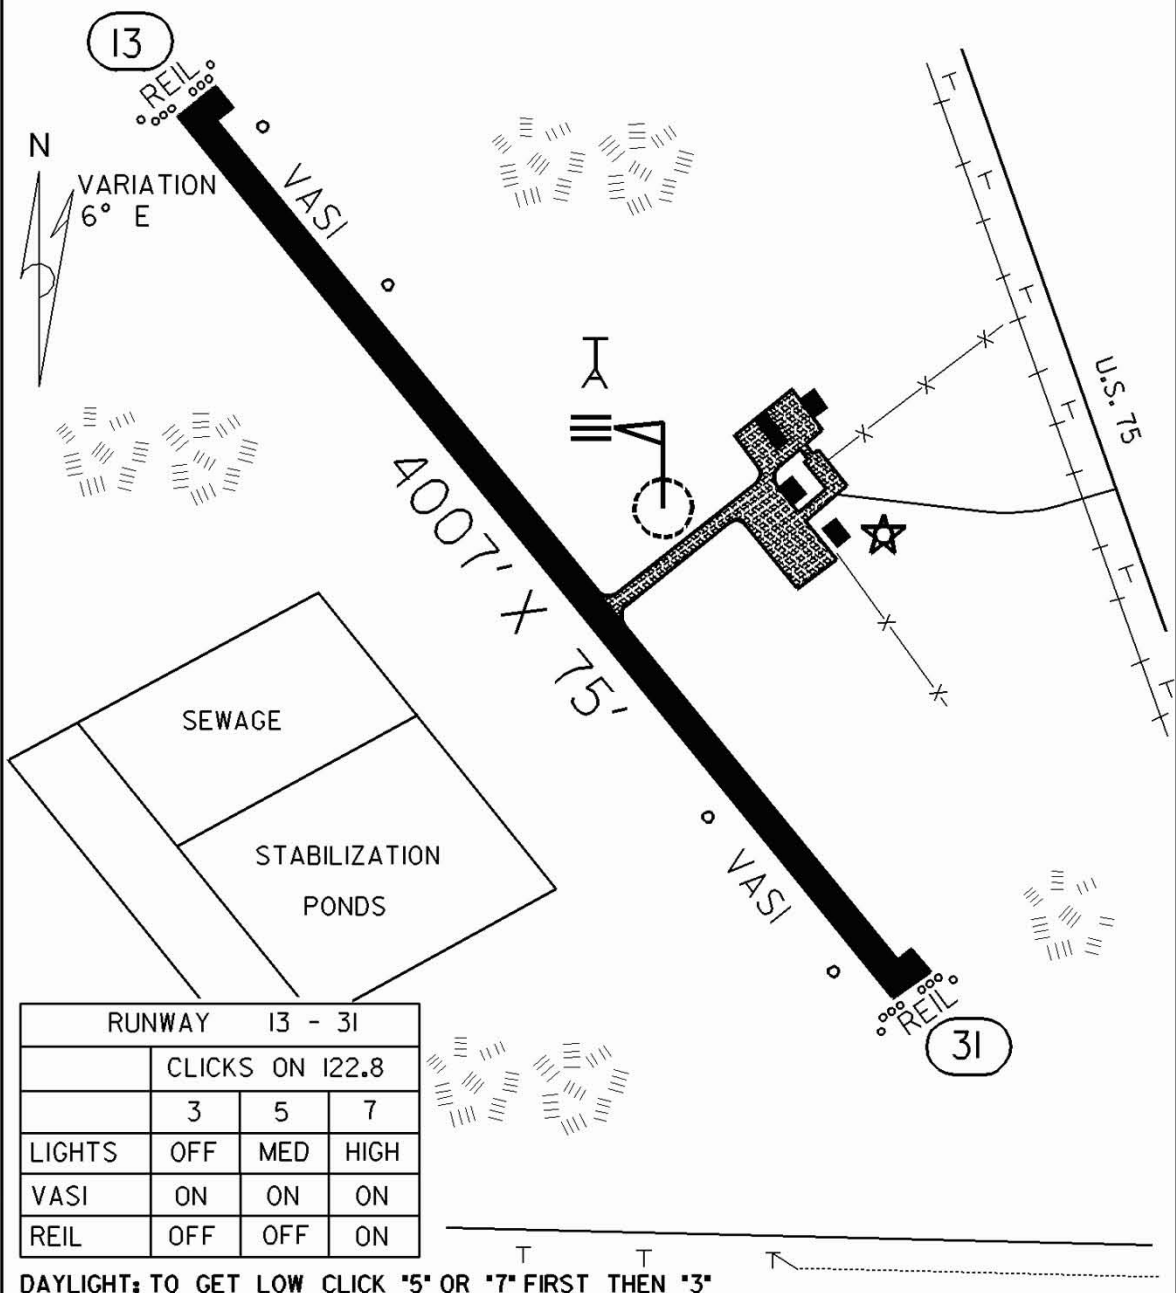 13
REIL
N
VARIATION
6° E
VASI
U.S. 75
4007' X 75'
SEWAGE
STABILIZATION
PONDS
VASI
REIL
31
RUNWAY 13 - 31
CLICKS ON 122.8
3 5 7
LIGHTS OFF MED HIGH
VASI ON ON ON
REIL OFF OFF ON
DAYLIGHT: TO GET LOW CLICK "5" OR "7" FIRST THEN "3"